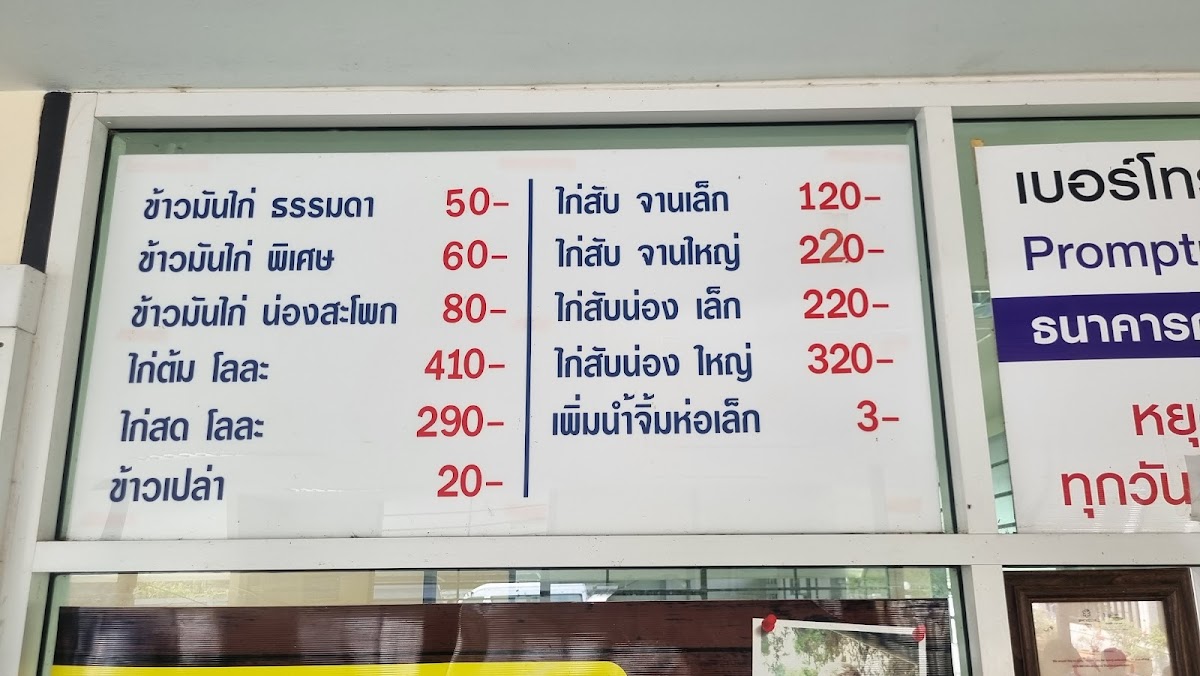 ข้าวมันไก่ ธรรมดา 50-
ข้าวมันไก่ พิเศษ 60-
ข้าวมันไก่ น่องสะโพก 80-
ไก่ต้ม โลละ 410-
ไก่สด โลละ 290-
ข้าวเปล่า 20-
ไก่สับ จานเล็ก 120-
ไก่สับ จานใหญ่ 220-
ไก่สับน่อง เล็ก 220-
ไก่สับน่อง ใหญ่ 320-
เพิ่มน้ำจิ้มห่อเล็ก 3-
เบอร์โทร
Prompt
ธนาคาร
ทุกวัน